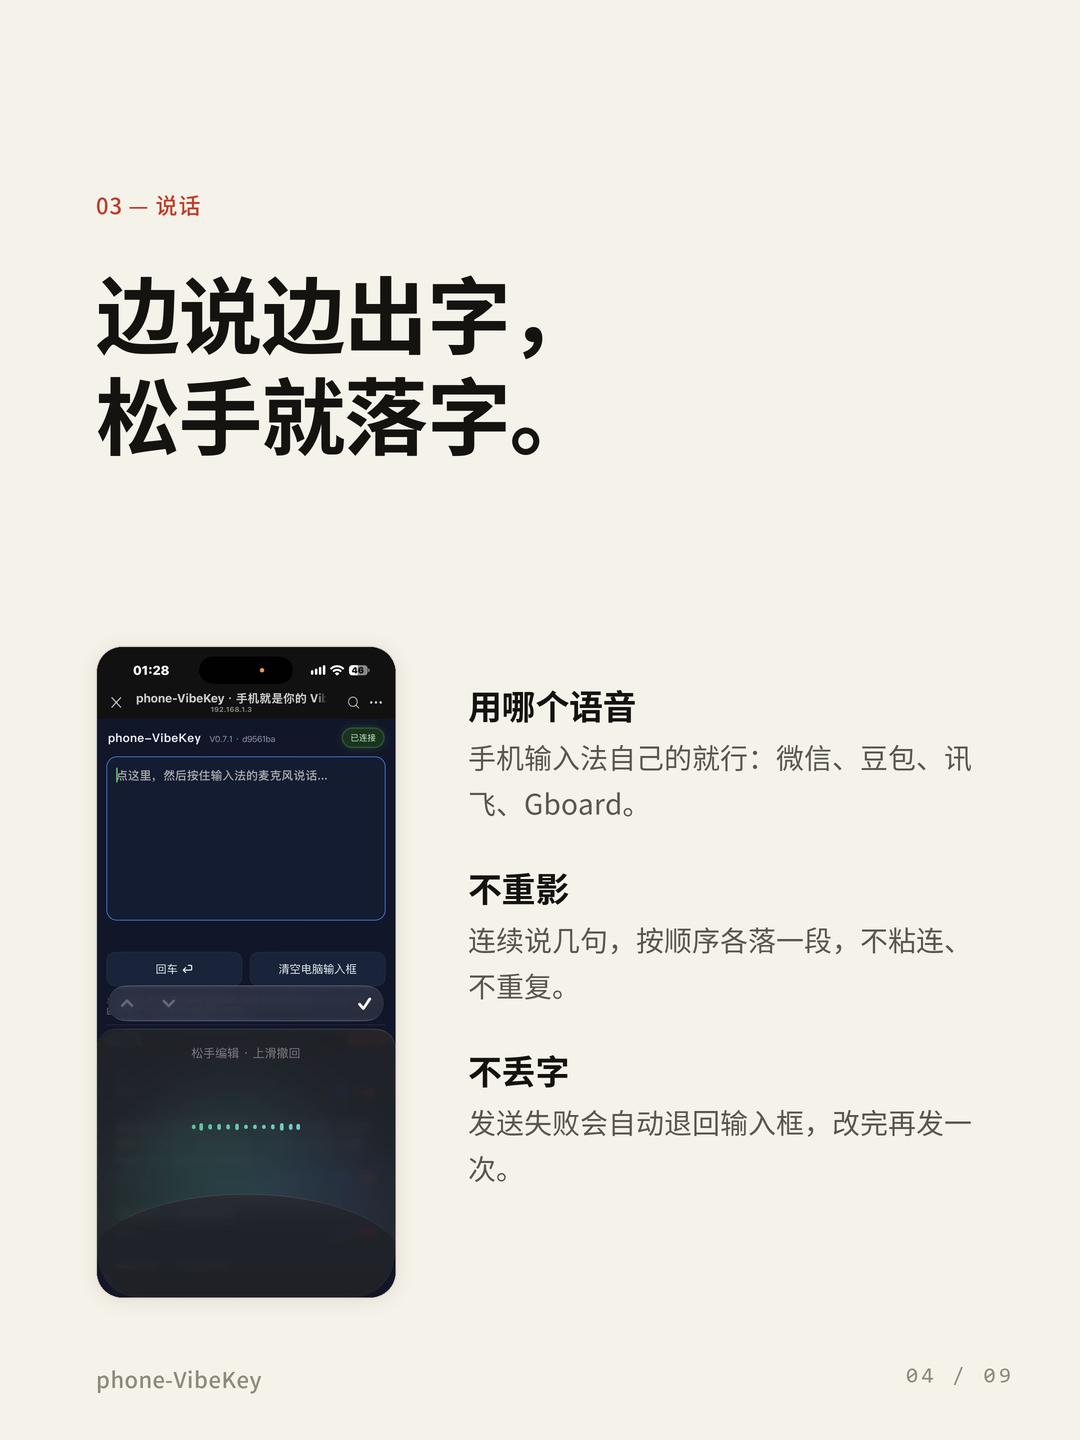 03 — 说话
边说边出字，
松手就落字。
01:28
46
phone-VibeKey · 手机就是你的 Vib
192.168.1.3
phone-VibeKey V0.7.1 · d9561ba 已连接
点这里，然后按住输入法的麦克风说话...
回车
清空电脑输入框
松手编辑 · 上滑撤回
用哪个语音
手机输入法自己的就行：微信、豆包、讯
飞、Gboard。
不重影
连续说几句，按顺序各落一段，不粘连、
不重复。
不丢字
发送失败会自动退回输入框，改完再发一
次。
phone-VibeKey
04 / 09